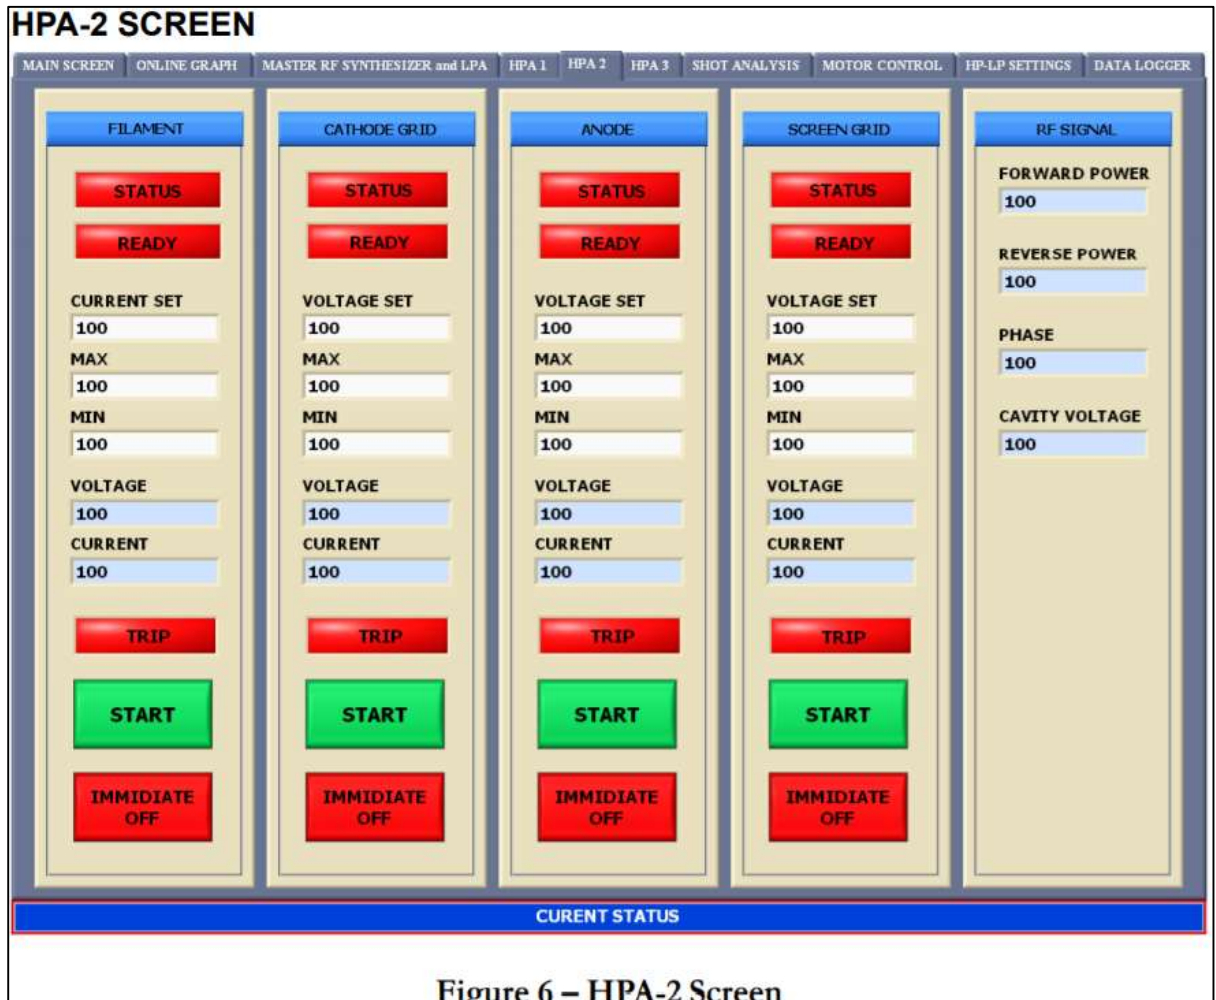 HPA-2 SCREEN
MAIN SCREEN ONLINE GRAPH MASTER RF SYNTHESIZER and LPA HPA 1 HPA 2 HPA 3 SHOT ANALYSIS MOTOR CONTROL HP-LP SETTINGS DATA LOGGER
FILAMENT
STATUS
READY
CURRENT SET
100
MAX
100
MIN
100
VOLTAGE
100
CURRENT
100
TRIP
START
IMMIDIATE
OFF
CATHODE GRID
STATUS
READY
VOLTAGE SET
100
MAX
100
MIN
100
VOLTAGE
100
CURRENT
100
TRIP
START
IMMIDIATE
OFF
ANODE
STATUS
READY
VOLTAGE SET
100
MAX
100
MIN
100
VOLTAGE
100
CURRENT
100
TRIP
START
IMMIDIATE
OFF
SCREEN GRID
STATUS
READY
VOLTAGE SET
100
MAX
100
MIN
100
VOLTAGE
100
CURRENT
100
TRIP
START
IMMIDIATE
OFF
RF SIGNAL
FORWARD POWER
100
REVERSE POWER
100
PHASE
100
CAVITY VOLTAGE
100
CURENT STATUS
Figure 6 – HPA-2 Screen